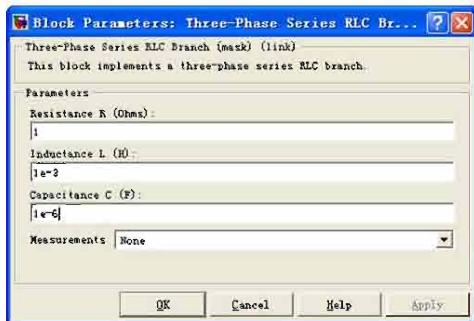 Block Parameters: Three-Phase Series RLC Br...
Three-Phase Series RLC Branch (mask) (link)
This block implements a three-phase series RLC branch.
Parameters
Resistance R (Ohms):
1
Inductance L (H):
1e-3
Capacitance C (F):
1e-6
Measurements None
OK Cancel Help Apply